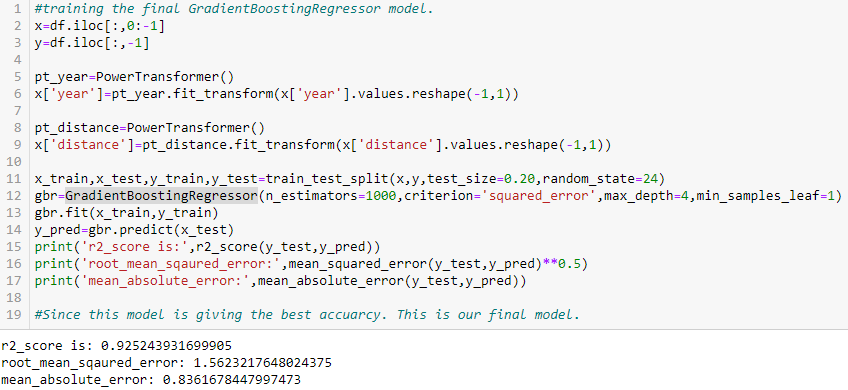 1 #training the final GradientBoostingRegressor model.
2 x=df.iloc[:,0:-1]
3 y=df.iloc[:,-1]
4
5 pt_year=PowerTransformer()
6 x['year']=pt_year.fit_transform(x['year'].values.reshape(-1,1))
7
8 pt_distance=PowerTransformer()
9 x['distance']=pt_distance.fit_transform(x['distance'].values.reshape(-1,1))
10
11 x_train,x_test,y_train,y_test=train_test_split(x,y,test_size=0.20,random_state=24)
12 gbr=GradientBoostingRegressor(n_estimators=1000,criterion='squared_error',max_depth=4,min_samples_leaf=1)
13 gbr.fit(x_train,y_train)
14 y_pred=gbr.predict(x_test)
15 print('r2_score is:',r2_score(y_test,y_pred))
16 print('root_mean_sqaured_error:',mean_squared_error(y_test,y_pred)**0.5)
17 print('mean_absolute_error:',mean_absolute_error(y_test,y_pred))
18
19 #Since this model is giving the best accuarcy. This is our final model.
r2_score is: 0.925243931699905
root_mean_sqaured_error: 1.5623217648024375
mean_absolute_error: 0.8361678447997473